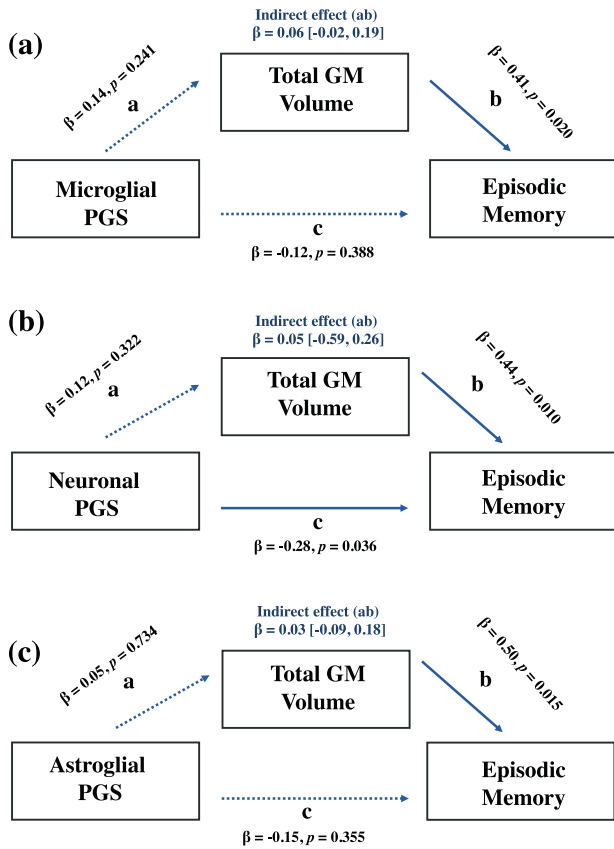 (a)
Indirect effect (ab)
β = 0.06 [-0.02, 0.19]
β = 0.14, p = 0.241
a
Total GM
Volume
b
β = 0.41, p = 0.020
Microglial
PGS
Episodic
Memory
c
β = -0.12, p = 0.388
(b)
Indirect effect (ab)
β = 0.05 [-0.59, 0.26]
β = 0.12, p = 0.322
a
Total GM
Volume
b
β = 0.44, p = 0.010
Neuronal
PGS
Episodic
Memory
c
β = -0.28, p = 0.036
(c)
Indirect effect (ab)
β = 0.03 [-0.09, 0.18]
β = 0.05, p = 0.734
a
Total GM
Volume
b
β = 0.50, p = 0.015
Astroglial
PGS
Episodic
Memory
c
β = -0.15, p = 0.355